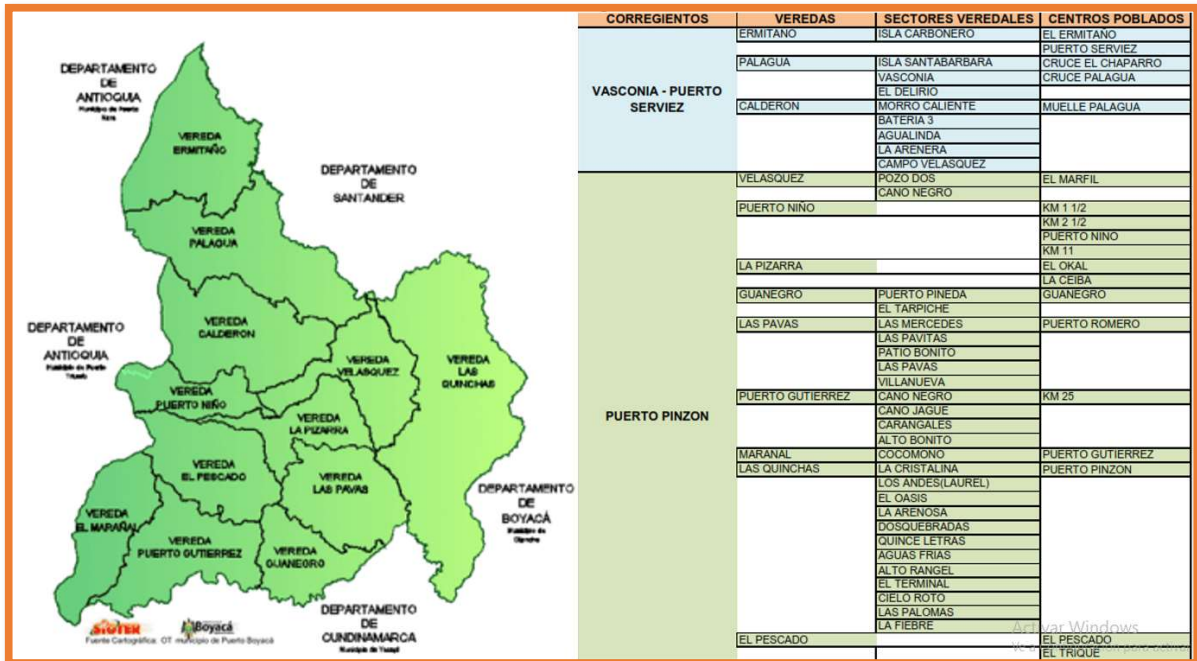 DEPARTAMENTO
DE
ANTIOQUIA
VEREDA
ERMITAÑO
DEPARTAMENTO
DE
SANTANDER
VEREDA
PALAGUA
DEPARTAMENTO
DE
ANTIOQUIA
VEREDA
CALDERON
VEREDA
VELASQUEZ
VEREDA
LAS
QUINCHAS
VEREDA
PUERTO NIÑO
VEREDA
LA PIZARRA
VEREDA
EL PESCADO
VEREDA
LAS PAVAS
DEPARTAMENTO
DE
BOYACÁ
VEREDA
EL MARAÑAL
VEREDA
PUERTO GUTIERREZ
VEREDA
GUANEGRO
DEPARTAMENTO
DE
CUNDINAMARCA
SIGTER Boyacá
Fuente Cartográfica: OT municipio de Puerto Boyacá
CORREGIENTOS VEREDAS SECTORES VEREDALES CENTROS POBLADOS
VASCONIA - PUERTO
SERVIEZ
ERMITANO ISLA CARBONERO EL ERMITAÑO
PUERTO SERVIEZ
PALAGUA ISLA SANTABARBARA CRUCE EL CHAPARRO
VASCONIA CRUCE PALAGUA
EL DELIRIO
CALDERON MORRO CALIENTE MUELLE PALAGUA
BATERIA 3
AGUALINDA
LA ARENERA
CAMPO VELASQUEZ
PUERTO PINZON
VELASQUEZ POZO DOS EL MARFIL
CANO NEGRO
PUERTO NIÑO KM 1 1/2
KM 2 1/2
PUERTO NINO
KM 11
LA PIZARRA EL OKAL
LA CEIBA
GUANEGRO PUERTO PINEDA GUANEGRO
EL TARPICHE
LAS PAVAS LAS MERCEDES PUERTO ROMERO
LAS PAVITAS
PATIO BONITO
LAS PAVAS
VILLANUEVA
PUERTO GUTIERREZ CANO NEGRO KM 25
CANO JAGUE
CARANGALES
ALTO BONITO
MARANAL COCOMONO PUERTO GUTIERREZ
LAS QUINCHAS LA CRISTALINA PUERTO PINZON
LOS ANDES(LAUREL)
EL OASIS
LA ARENOSA
DOSQUEBRADAS
QUINCE LETRAS
AGUAS FRIAS
ALTO RANGEL
EL TERMINAL
CIELO ROTO
LAS PALOMAS
LA FIEBRE
EL PESCADO EL PESCADO
EL TRIQUE
Activar Windows